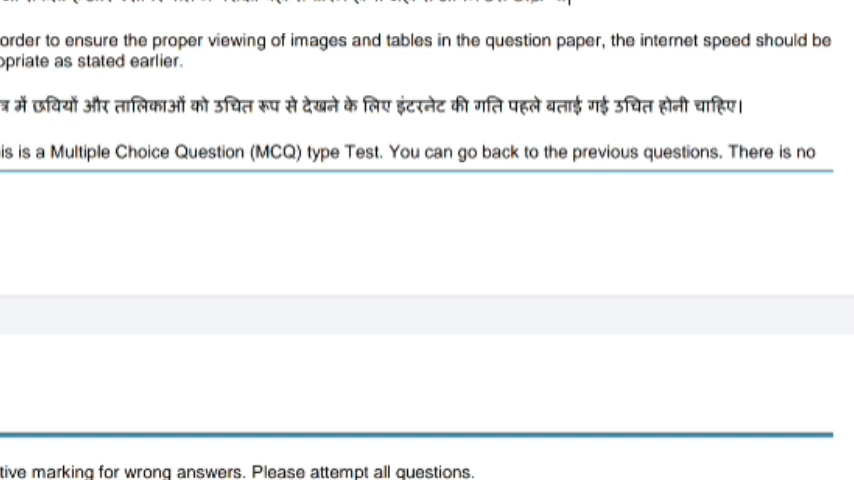 order to ensure the proper viewing of images and tables in the question paper, the internet speed should be
opriate as stated earlier.
त्र में छवियों और तालिकाओं को उचित रूप से देखने के लिए इंटरनेट की गति पहले बताई गई उचित होनी चाहिए।
is is a Multiple Choice Question (MCQ) type Test. You can go back to the previous questions. There is no
tive marking for wrong answers. Please attempt all questions.